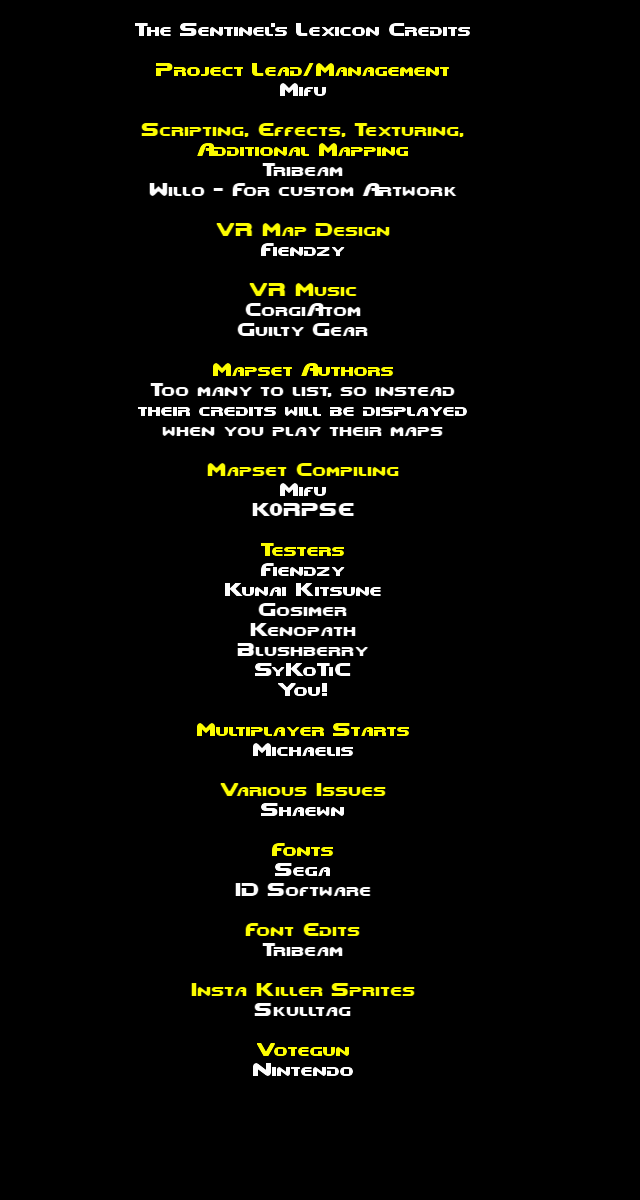 The Sentinel's Lexicon Credits
Project Lead/Management
Mifu
Scripting, Effects, Texturing,
Additional Mapping
Tribeam
Willo - For custom Artwork
VR Map Design
Fiendzy
VR Music
CorgiAtom
Guilty Gear
Mapset Authors
Too many to list, so instead
their credits will be displayed
when you play their maps
Mapset Compiling
Mifu
K0RPSE
Testers
Fiendzy
Kunai Kitsune
Gosimer
Kenopath
Blushberry
SyKoTiC
You!
Multiplayer Starts
Michaelis
Various Issues
Shaewn
Fonts
Sega
ID Software
Font Edits
Tribeam
Insta Killer Sprites
Skulltag
Votegun
Nintendo